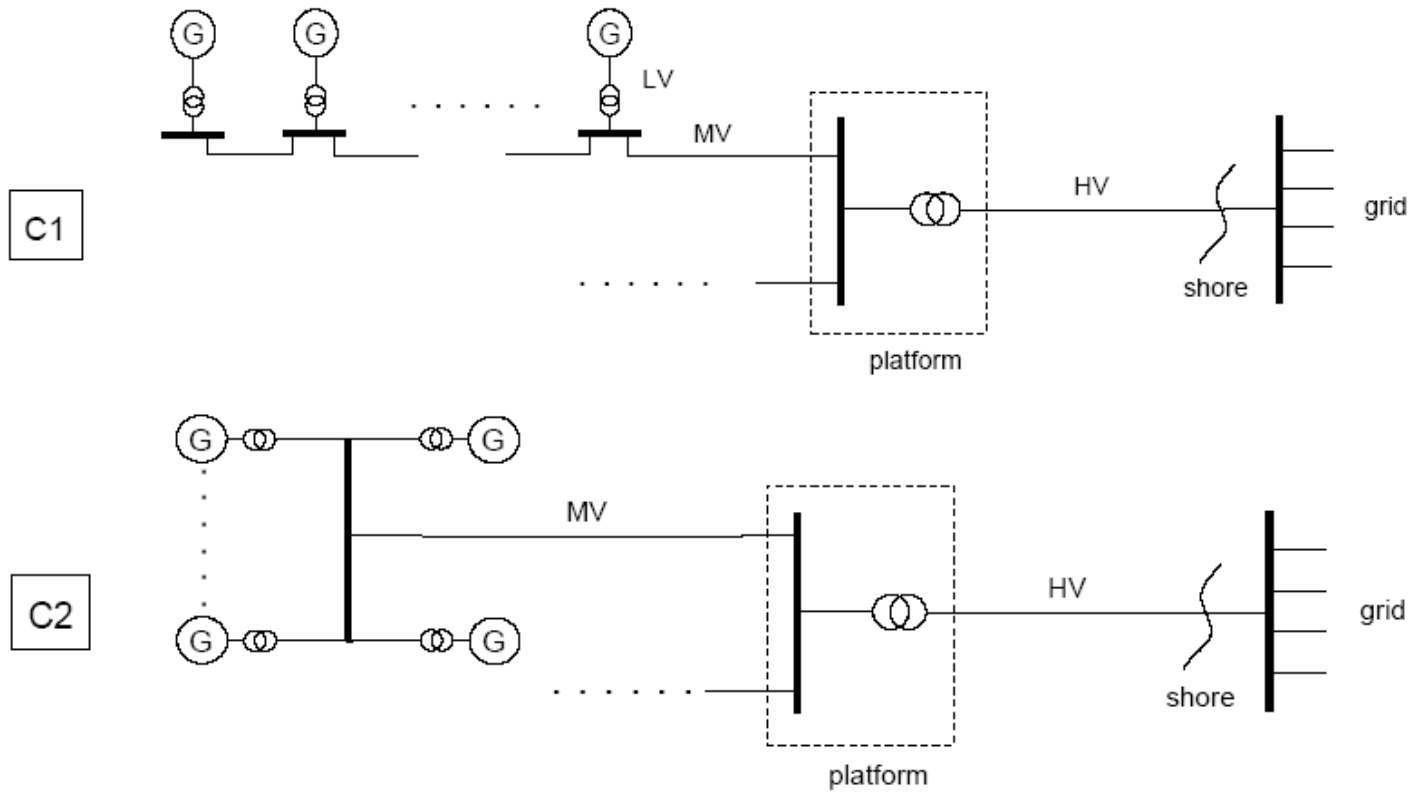 G G G
LV
MV
HV
C1
grid
shore
platform
G G
MV
HV
C2
grid
G G
shore
platform